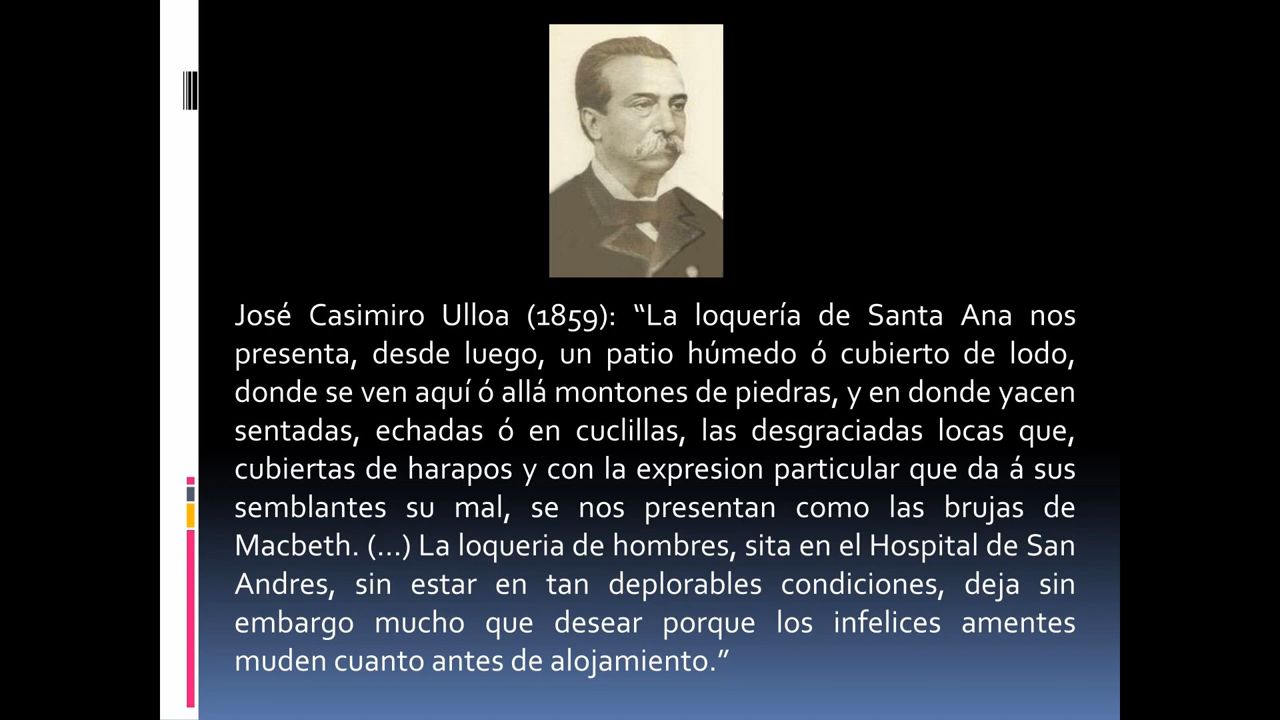 José Casimiro Ulloa (1859): “La loquería de Santa Ana nos
presenta, desde luego, un patio húmedo ó cubierto de lodo,
donde se ven aquí ó allá montones de piedras, y en donde yacen
sentadas, echadas ó en cuclillas, las desgraciadas locas que,
cubiertas de harapos y con la expresion particular que da á sus
semblantes su mal, se nos presentan como las brujas de
Macbeth. (…) La loqueria de hombres, sita en el Hospital de San
Andres, sin estar en tan deplorables condiciones, deja sin
embargo mucho que desear porque los infelices amentes
muden cuanto antes de alojamiento.”